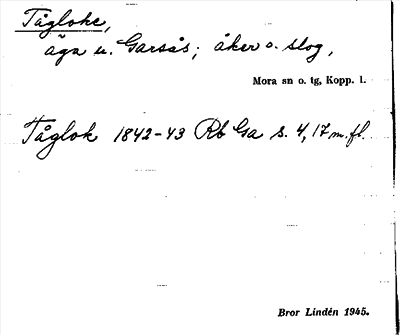 Tågloke,
äga u. Garsås; åker o. slog,
Mora sn o. tg, Kopp. l.
Tåglok 1842-43 Rb Ga s. 4, 17 m.fl.
Bror Lindén 1945.